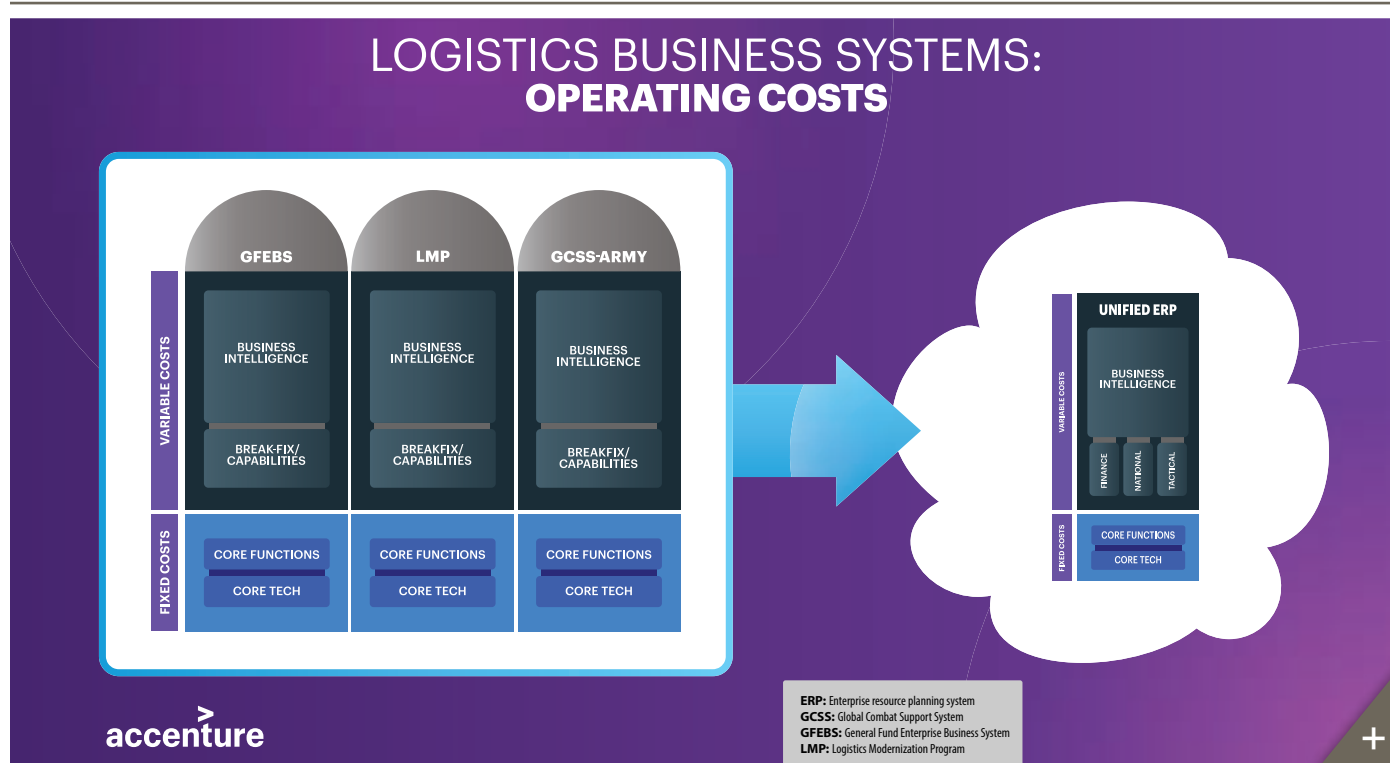 LOGISTICS BUSINESS SYSTEMS:
OPERATING COSTS
GFEBS
LMP
GCSS-ARMY
VARIABLE COSTS
BUSINESS
INTELLIGENCE
BREAK-FIX/
CAPABILITIES
BUSINESS
INTELLIGENCE
BREAKFIX/
CAPABILITIES
BUSINESS
INTELLIGENCE
BREAKFIX/
CAPABILITIES
FIXED COSTS
CORE FUNCTIONS
CORE TECH
CORE FUNCTIONS
CORE TECH
CORE FUNCTIONS
CORE TECH
UNIFIED ERP
VARIABLE COSTS
BUSINESS
INTELLIGENCE
FINANCE
NATIONAL
TACTICAL
FIXED COSTS
CORE FUNCTIONS
CORE TECH
accenture
ERP: Enterprise resource planning system
GCSS: Global Combat Support System
GFEBS: General Fund Enterprise Business System
LMP: Logistics Modernization Program
+